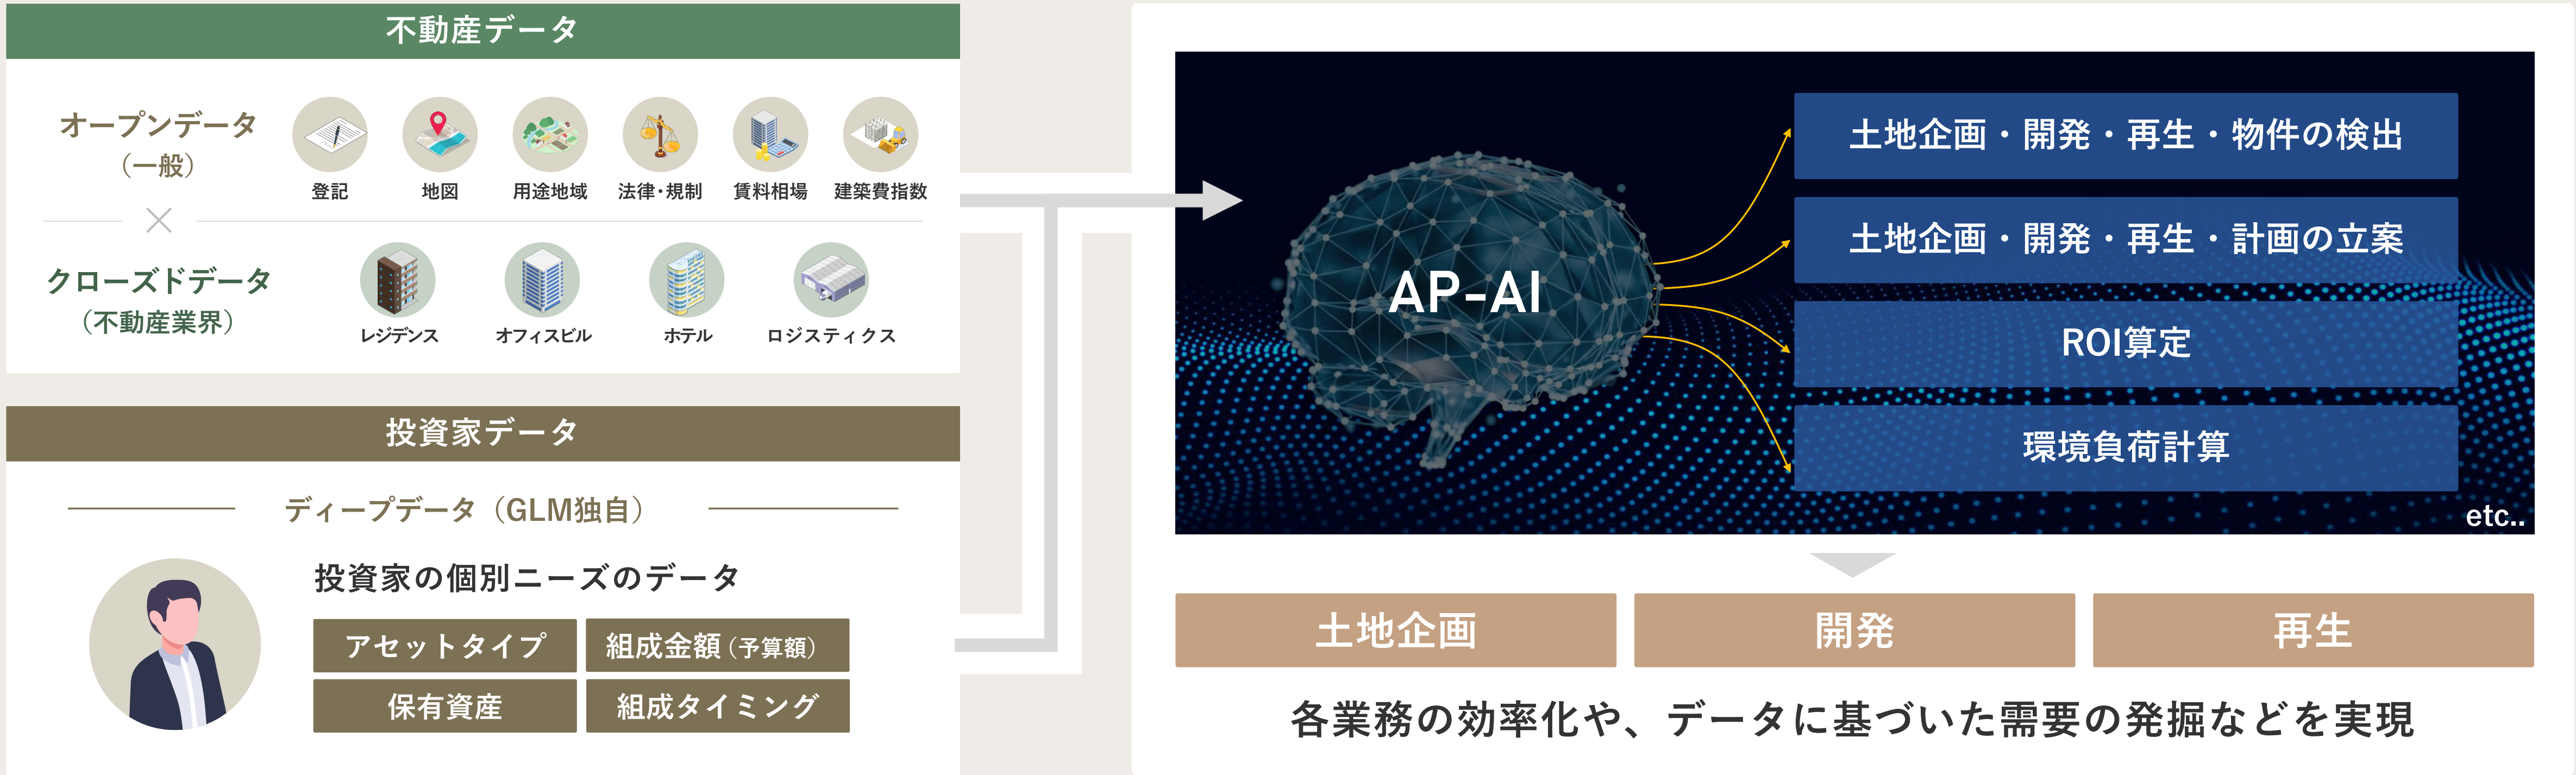 不動産データ
オープンデータ
（一般）
登記
地図
用途地域
法律・規制
賃料相場
建築費指数
×
クローズドデータ
（不動産業界）
レジデンス
オフィスビル
ホテル
ロジスティクス
投資家データ
ディープデータ（GLM独自）
投資家の個別ニーズのデータ
アセットタイプ
組成金額（予算額）
保有資産
組成タイミング
AP-AI
土地企画・開発・再生・物件の検出
土地企画・開発・再生・計画の立案
ROI算定
環境負荷計算
etc..
土地企画
開発
再生
各業務の効率化や、データに基づいた需要の発掘などを実現